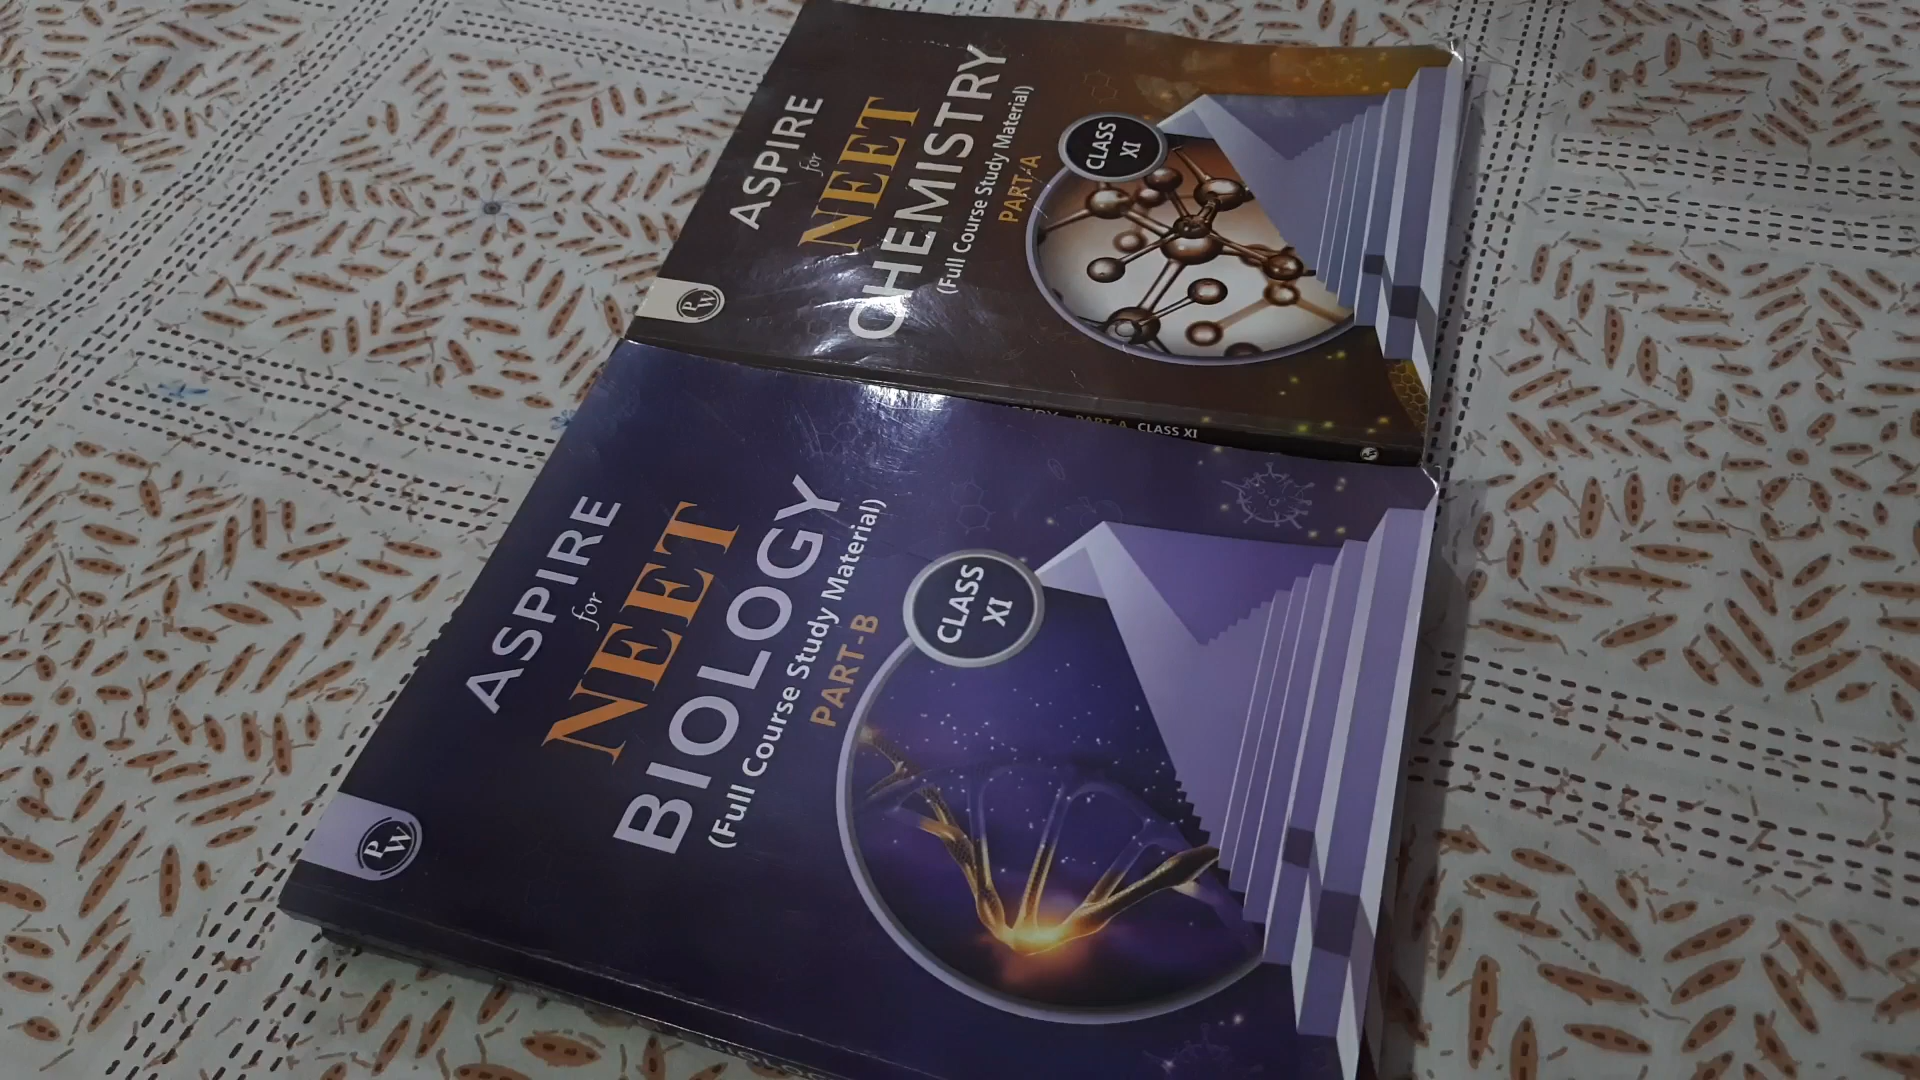 ASPIRE
for
NEET
CHEMISTRY
(Full Course Study Material)
PART-A
CLASS
XI
PW
PART-A CLASS XI
ASPIRE
for
NEET
BIOLOGY
(Full Course Study Material)
PART-B
CLASS
XI
PW